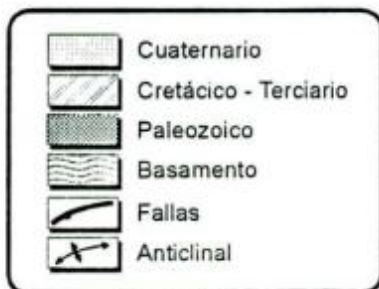 Cuaternario
Cretácico - Terciario
Paleozoico
Basamento
Fallas
Anticlinal